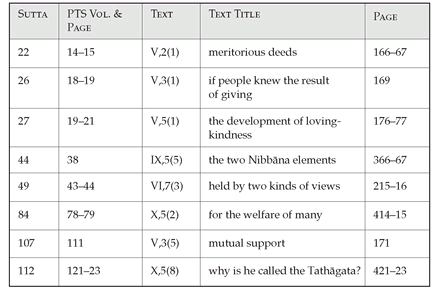 SUTTA PTS VOL. & PAGE TEXT TEXT TITLE PAGE
22 14–15 V,2(1) meritorious deeds 166–67
26 18–19 V,3(1) if people knew the result of giving 169
27 19–21 V,5(1) the development of loving-kindness 176–77
44 38 IX,5(5) the two Nibbāna elements 366–67
49 43–44 VI,7(3) held by two kinds of views 215–16
84 78–79 X,5(2) for the welfare of many 414–15
107 111 V,3(5) mutual support 171
112 121–23 X,5(8) why is he called the Tathāgata? 421–23